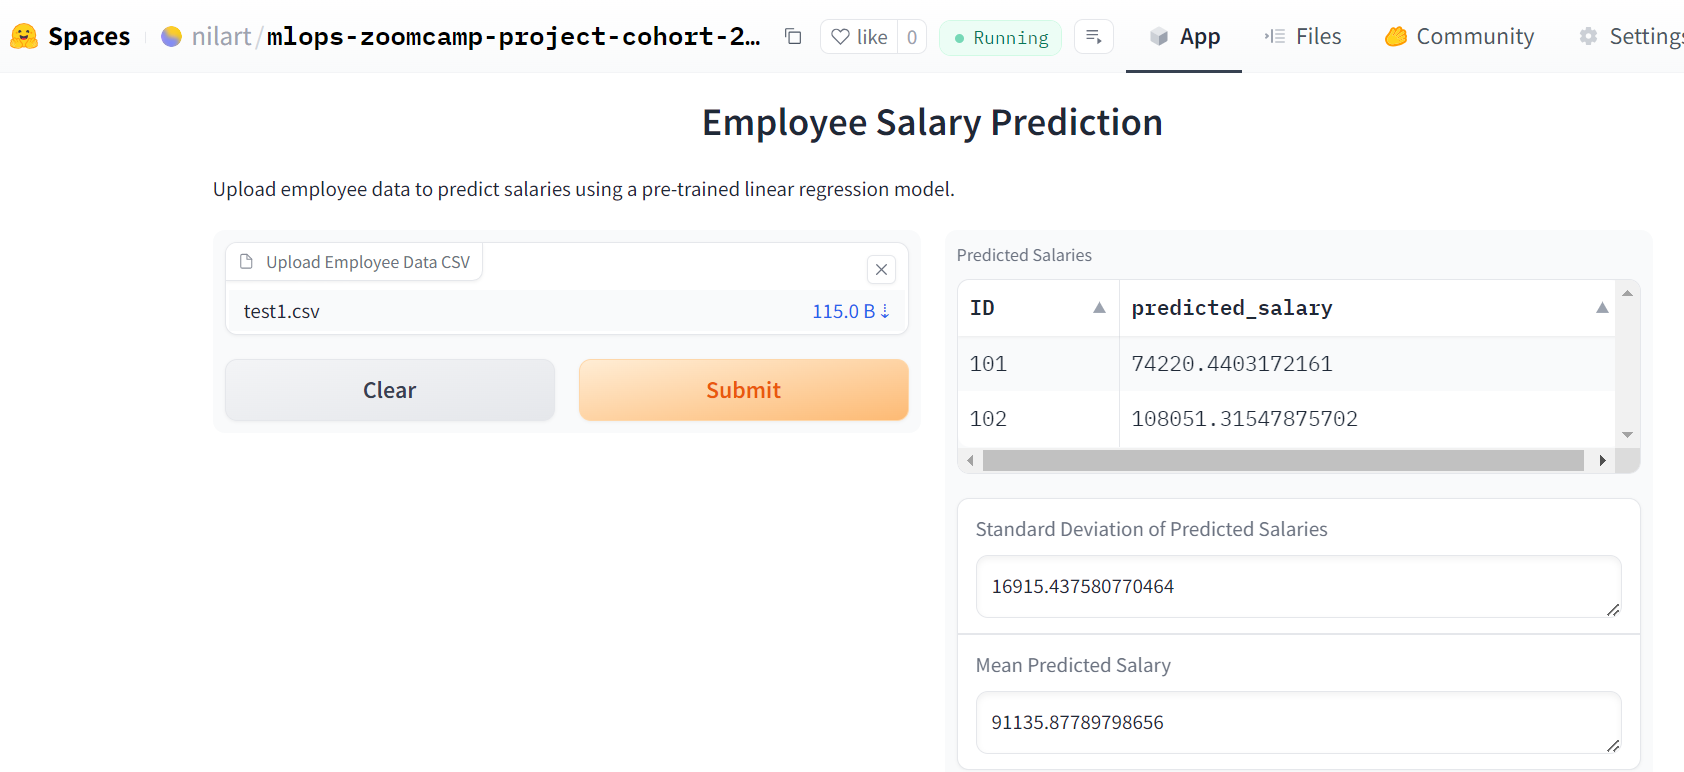 Spaces nilart/mlops-zoomcamp-project-cohort-2… like 0 Running App Files Community Settings
Employee Salary Prediction
Upload employee data to predict salaries using a pre-trained linear regression model.
Upload Employee Data CSV
test1.csv 115.0 B ⇣
Clear Submit
Predicted Salaries
ID predicted_salary
101 74220.4403172161
102 108051.31547875702
Standard Deviation of Predicted Salaries
16915.437580770464
Mean Predicted Salary
91135.87789798656